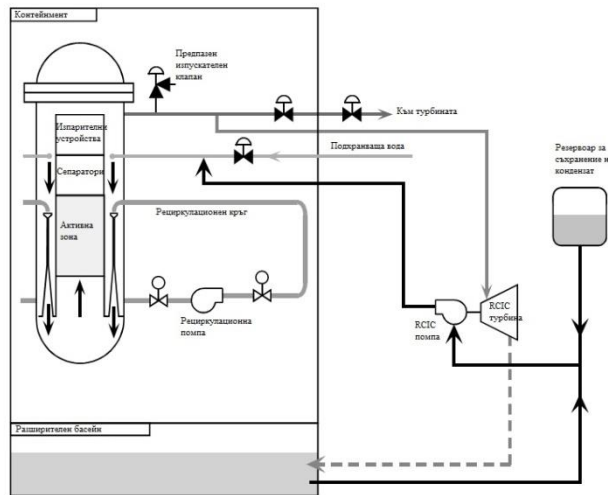 Контейнмент
Предпазен
изпускателен
клапан
Към турбината
Изпарителни
устройства
Подхранваща вода
Резервоар за
съхранение н
кондензат
Сепаратори
Рециркулационен кръг
Активна
зона
RCIC
турбина
RCIC
помпа
Рециркулационна
помпа
Разширителен басейн